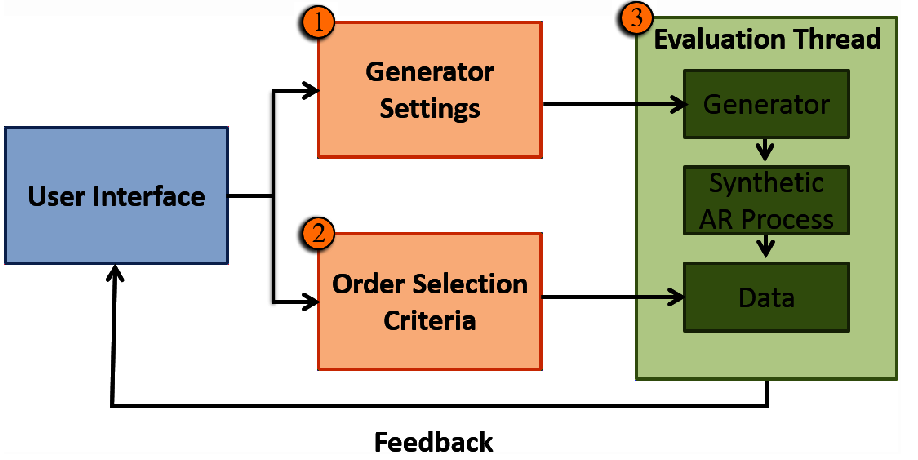 1
Generator
Settings
3
Evaluation Thread
Generator
User Interface
Synthetic
AR Process
2
Order Selection
Criteria
Data
Feedback